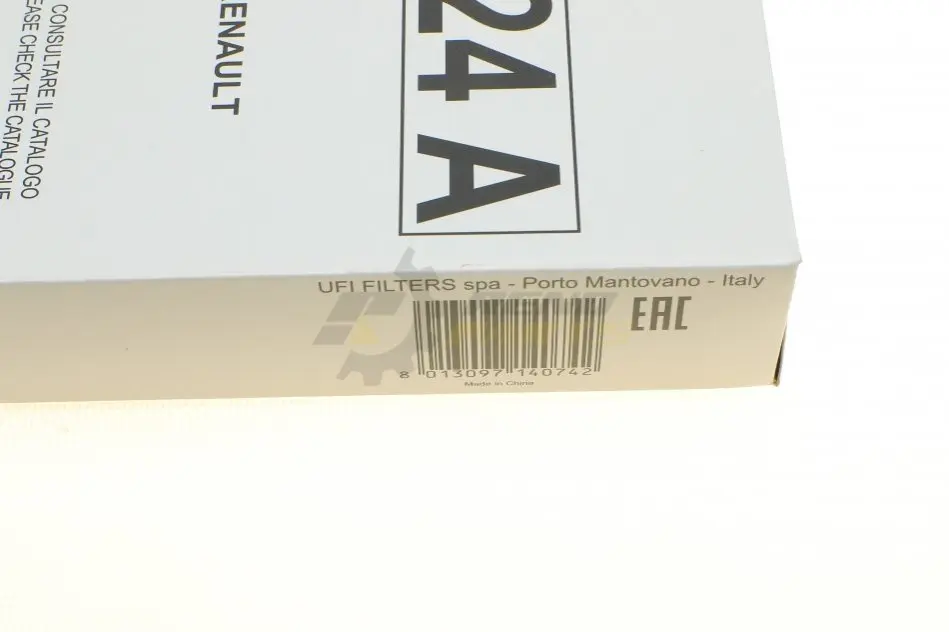 CONSULTARE IL CATALOGO
EASE CHECK THE CATALOGUE
RENAULT
24 A
UFI FILTERS spa - Porto Mantovano - Italy
EAC
8 013097 140742
Made in China